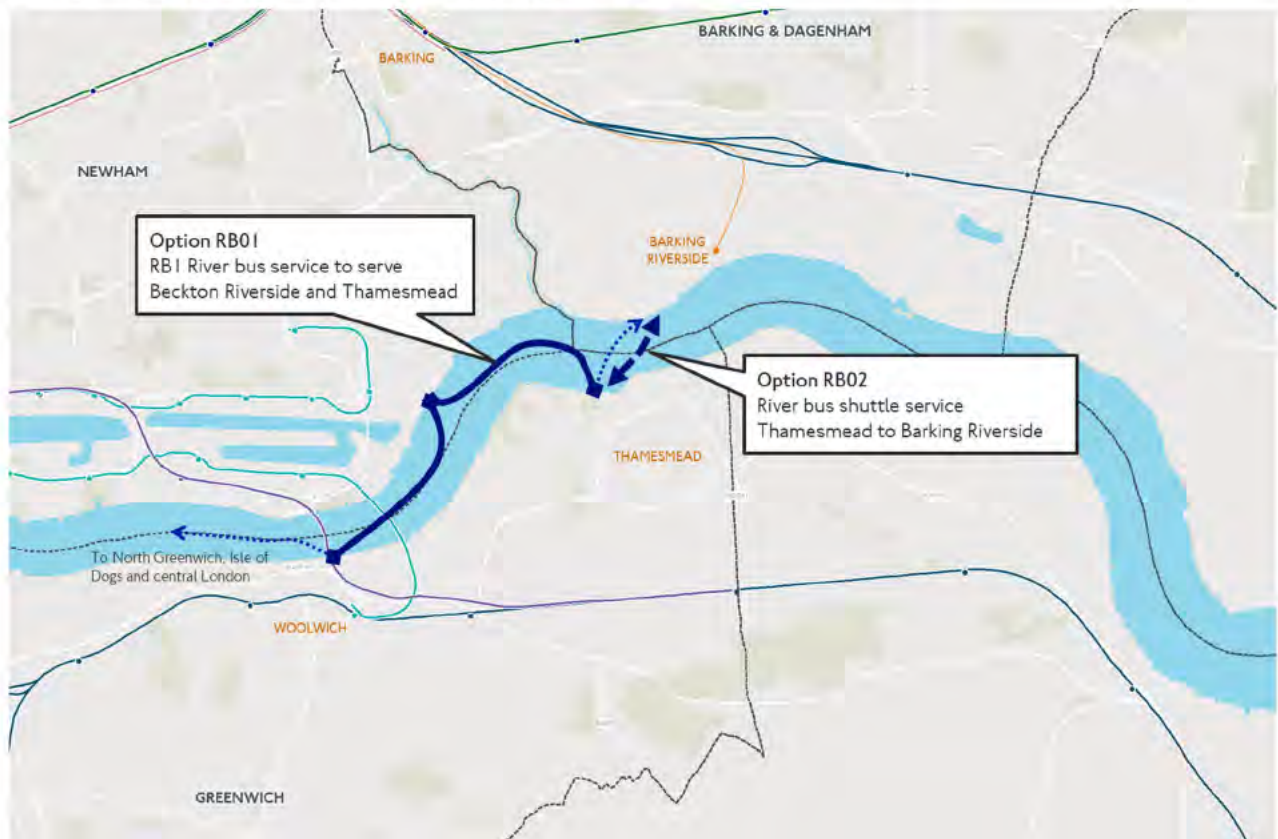 BARKING & DAGENHAM
BARKING
NEWHAM
Option RB01
RB1 River bus service to serve
Beckton Riverside and Thamesmead
BARKING
RIVERSIDE
Option RB02
River bus shuttle service
Thamesmead to Barking Riverside
THAMESMEAD
To North Greenwich, Isle of
Dogs and central London
WOOLWICH
GREENWICH